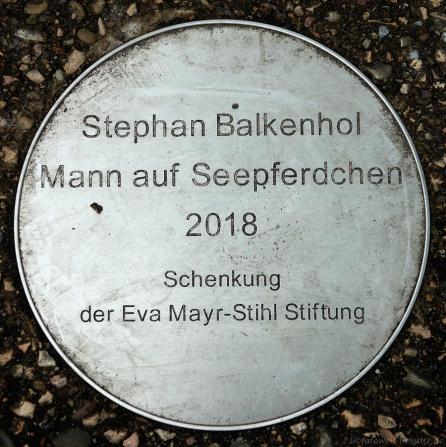 Stephan Balkenhol
Mann auf Seepferdchen
2018
Schenkung
der Eva Mayr-Stihl Stiftung